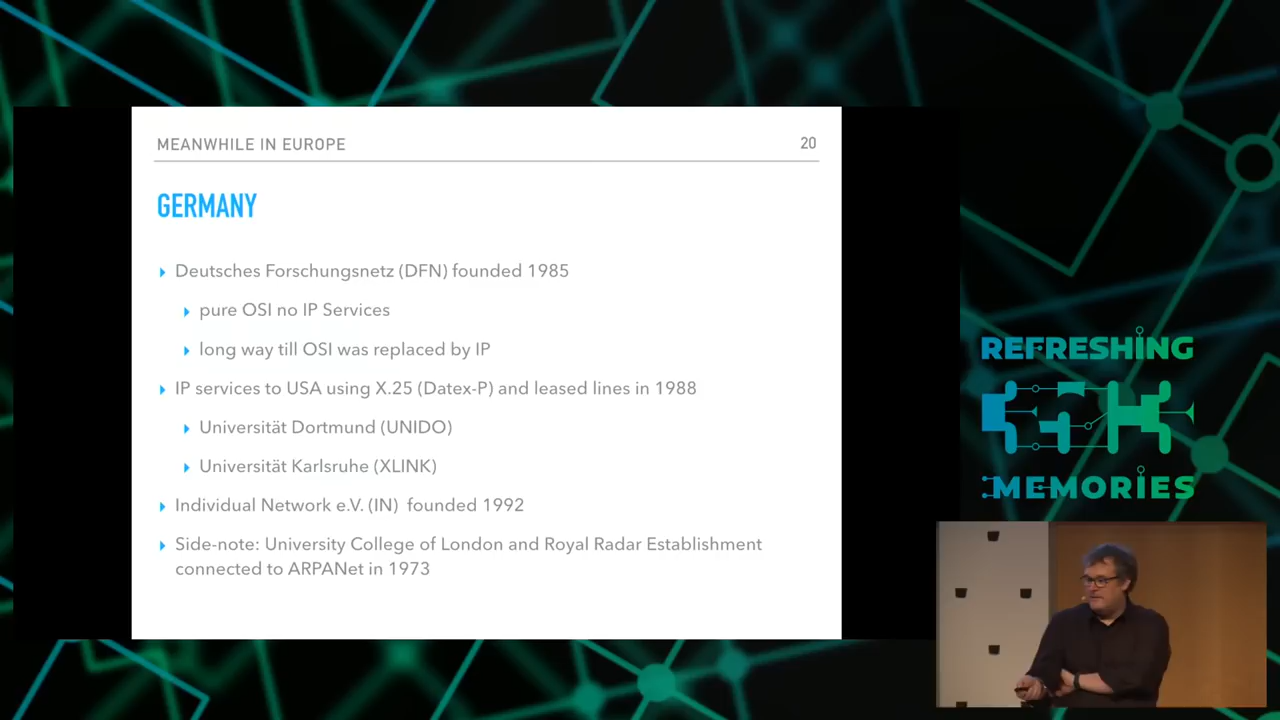 MEANWHILE IN EUROPE
20
GERMANY
Deutsches Forschungsnetz (DFN) founded 1985
pure OSI no IP Services
long way till OSI was replaced by IP
IP services to USA using X.25 (Datex-P) and leased lines in 1988
Universität Dortmund (UNIDO)
Universität Karlsruhe (XLINK)
Individual Network e.V. (IN) founded 1992
Side-note: University College of London and Royal Radar Establishment
connected to ARPANet in 1973
REFRESHING
MEMORIES